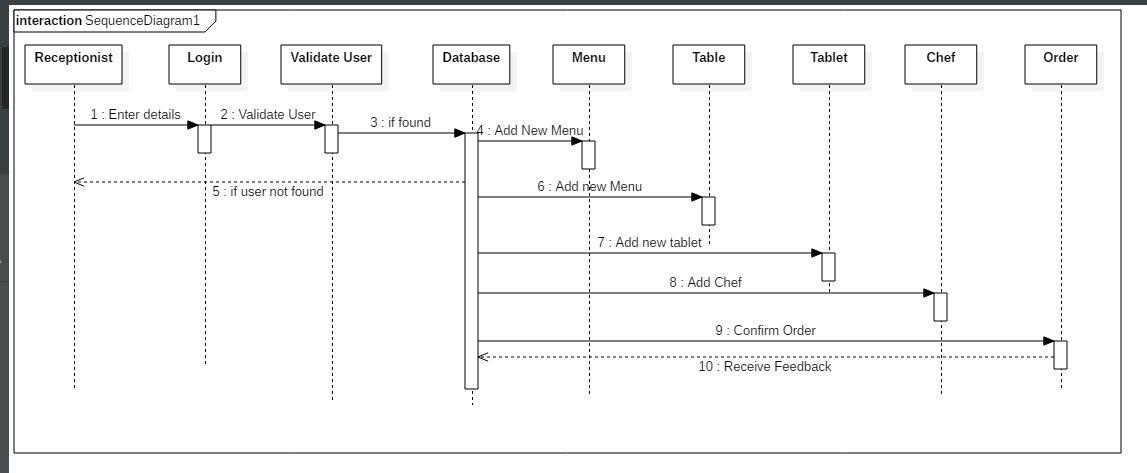 interaction SequenceDiagram1
Receptionist
Login
Validate User
Database
Menu
Table
Tablet
Chef
Order
1 : Enter details
2 : Validate User
3 : if found
4 : Add New Menu
5 : if user not found
6 : Add new Menu
7 : Add new tablet
8 : Add Chef
9 : Confirm Order
10 : Receive Feedback